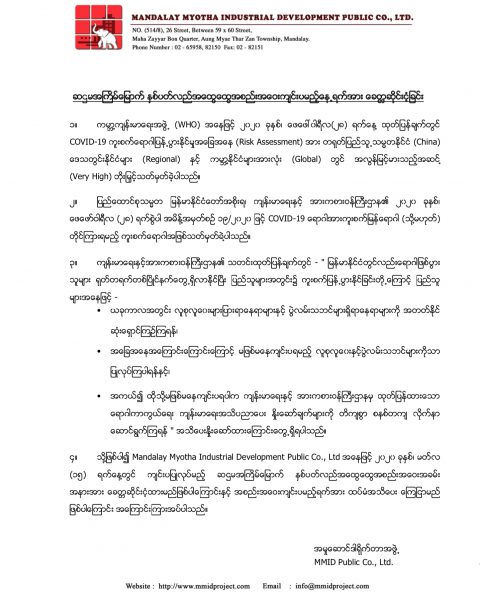 MANDALAY MYOTHA INDUSTRIAL DEVELOPMENT PUBLIC CO., LTD.
NO. (514/8), 26 Street, Between 59 x 60 Street,
Maha Zayyar Bon Quarter, Aung Myae Thar Zan Township, Mandalay.
Phone Number : 02 - 65958, 82150 Fax: 02 - 82151
ဆဌမအကြိမ်မြောက် နှစ်ပတ်လည်အထွေထွေအစည်းအဝေးကျင်းပမည့်နေ့ရက်အား ခေတ္တဆိုင်းငံ့ခြင်း
၁။ ကမ္ဘာ့ကျန်းမာရေးအဖွဲ့ (WHO) အနေဖြင့် ၂၀၂၀ ခုနှစ်၊ ဖေဖေါ်ဝါရီလ(၂၈) ရက်နေ့ ထုတ်ပြန်ချက်တွင်
COVID-19 ကူးစက်ရောဂါပြန့်ပွားနိုင်မှုအခြေအနေ (Risk Assessment) အား တရုတ်ပြည်သူ့သမ္မတနိုင်ငံ (China)
ဒေသတွင်းနိုင်ငံများ (Regional) နှင့် ကမ္ဘာ့နိုင်ငံများအားလုံး (Global) တွင် အလွန်မြင့်မားသည့်အဆင့်
(Very High) တိုးမြှင့်သတ်မှတ်ခဲ့ပါသည်။
၂။ ပြည်ထောင်စုသမ္မတ မြန်မာနိုင်ငံတော်အစိုးရ၊ ကျန်းမာရေးနှင့် အားကစားဝန်ကြီးဌာန၏ ၂၀၂၀ ခုနှစ်၊
ဖေဖော်ဝါရီလ (၂၈) ရက်စွဲပါ အမိန့်အမှတ်စဉ် ၁၉/၂၀၂၀ ဖြင့် COVID-19 ရောဂါအားကူးစက်မြန်ရောဂါ (သို့မဟုတ်)
တိုင်ကြားရမည့် ကူးစက်ရောဂါအဖြစ်သတ်မှတ်ခဲ့ပါသည်။
၃။ ကျန်းမာရေးနှင့်အားကစားဝန်ကြီးဌာန၏ သတင်းထုတ်ပြန်ချက်တွင် - " မြန်မာနိုင်ငံတွင်လည်းရောဂါဖြစ်ပွား
သူများ ရုတ်တရက်တစ်ပြိုင်နက်တွေ့ရှိလာနိုင်ပြီး ပြည်သူများအတွင်း၌ ကူးစက်ပြန့်ပွားနိုင်ခြင်းတို့ကြောင့် ပြည်သူ
များအနေဖြင့် -
• ယခုကာလအတွင်း လူစုလူဝေးများပြားရာနေရာများနှင့် ပွဲလမ်းသဘင်များရှိရာနေရာများကို အတတ်နိုင်
ဆုံးရှောင်ကြဉ်ကြရန်၊
• အခြေအနေအကြောင်းကြောင်းကြောင့် မဖြစ်မနေကျင်းပရမည့် လူစုလူဝေးနှင့်ပွဲလမ်းသဘင်များကိုသာ
ပြုလုပ်ကြပါရန်နှင့်၊
• အကယ်၍ ထိုသို့မဖြစ်မနေကျင်းပရပါက ကျန်းမာရေးနှင့် အားကစားဝန်ကြီးဌာနမှ ထုတ်ပြန်ထားသော
ရောဂါကာကွယ်ရေး ကျန်းမာရေးအသိပညာပေး နှိုးဆော်ချက်များကို တိကျစွာ စနစ်တကျ လိုက်နာ
ဆောင်ရွက်ကြရန် " အသိပေးနှိုးဆော်ထားကြောင်းတွေ့ရှိရပါသည်။
၄။ သို့ဖြစ်ပါ၍ Mandalay Myotha Industrial Development Public Co., Ltd အနေဖြင့် ၂၀၂၀ ခုနှစ်၊ မတ်လ
(၁၅) ရက်နေ့တွင် ကျင်းပပြုလုပ်မည့် ဆဌမအကြိမ်မြောက် နှစ်ပတ်လည်အထွေထွေအစည်းအဝေးအခမ်း
အနားအား ခေတ္တဆိုင်းငံ့ထားမည်ဖြစ်ပါကြောင်းနှင့် အစည်းအဝေးကျင်းပမည့်ရက်အား ထပ်မံအသိပေး ကြေငြာမည်
ဖြစ်ပါကြောင်း အကြောင်းကြားအပ်ပါသည်။
အမှုဆောင်ဒါရိုက်တာအဖွဲ့
MMID Public Co., Ltd.
Website : http://www.mmidproject.com Email : info@mmidproject.com